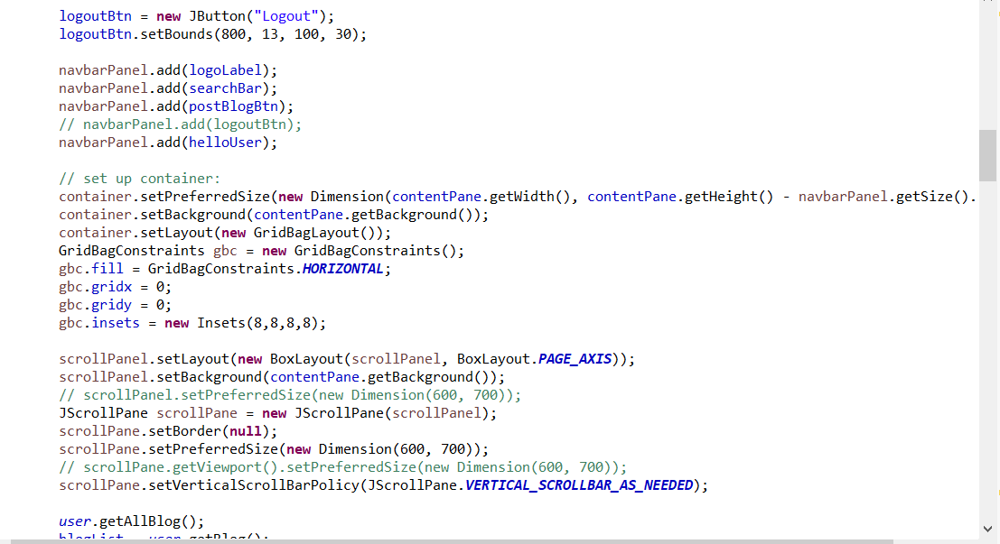 logoutBtn = new JButton("Logout");
logoutBtn.setBounds(800, 13, 100, 30);
navbarPanel.add(logoLabel);
navbarPanel.add(searchBar);
navbarPanel.add(postBlogBtn);
// navbarPanel.add(logoutBtn);
navbarPanel.add(helloUser);
// set up container:
container.setPreferredSize(new Dimension(contentPane.getWidth(), contentPane.getHeight() - navbarPanel.getSize().
container.setBackground(contentPane.getBackground());
container.setLayout(new GridBagLayout());
GridBagConstraints gbc = new GridBagConstraints();
gbc.fill = GridBagConstraints.HORIZONTAL;
gbc.gridx = 0;
gbc.gridy = 0;
gbc.insets = new Insets(8,8,8,8);
scrollPanel.setLayout(new BoxLayout(scrollPanel, BoxLayout.PAGE_AXIS));
scrollPanel.setBackground(contentPane.getBackground());
// scrollPanel.setPreferredSize(new Dimension(600, 700));
JScrollPane scrollPane = new JScrollPane(scrollPanel);
scrollPane.setBorder(null);
scrollPane.setPreferredSize(new Dimension(600, 700));
// scrollPane.getViewport().setPreferredSize(new Dimension(600, 700));
scrollPane.setVerticalScrollBarPolicy(JScrollPane.VERTICAL_SCROLLBAR_AS_NEEDED);
user.getAllBlog();
blogList = user.getBlog();